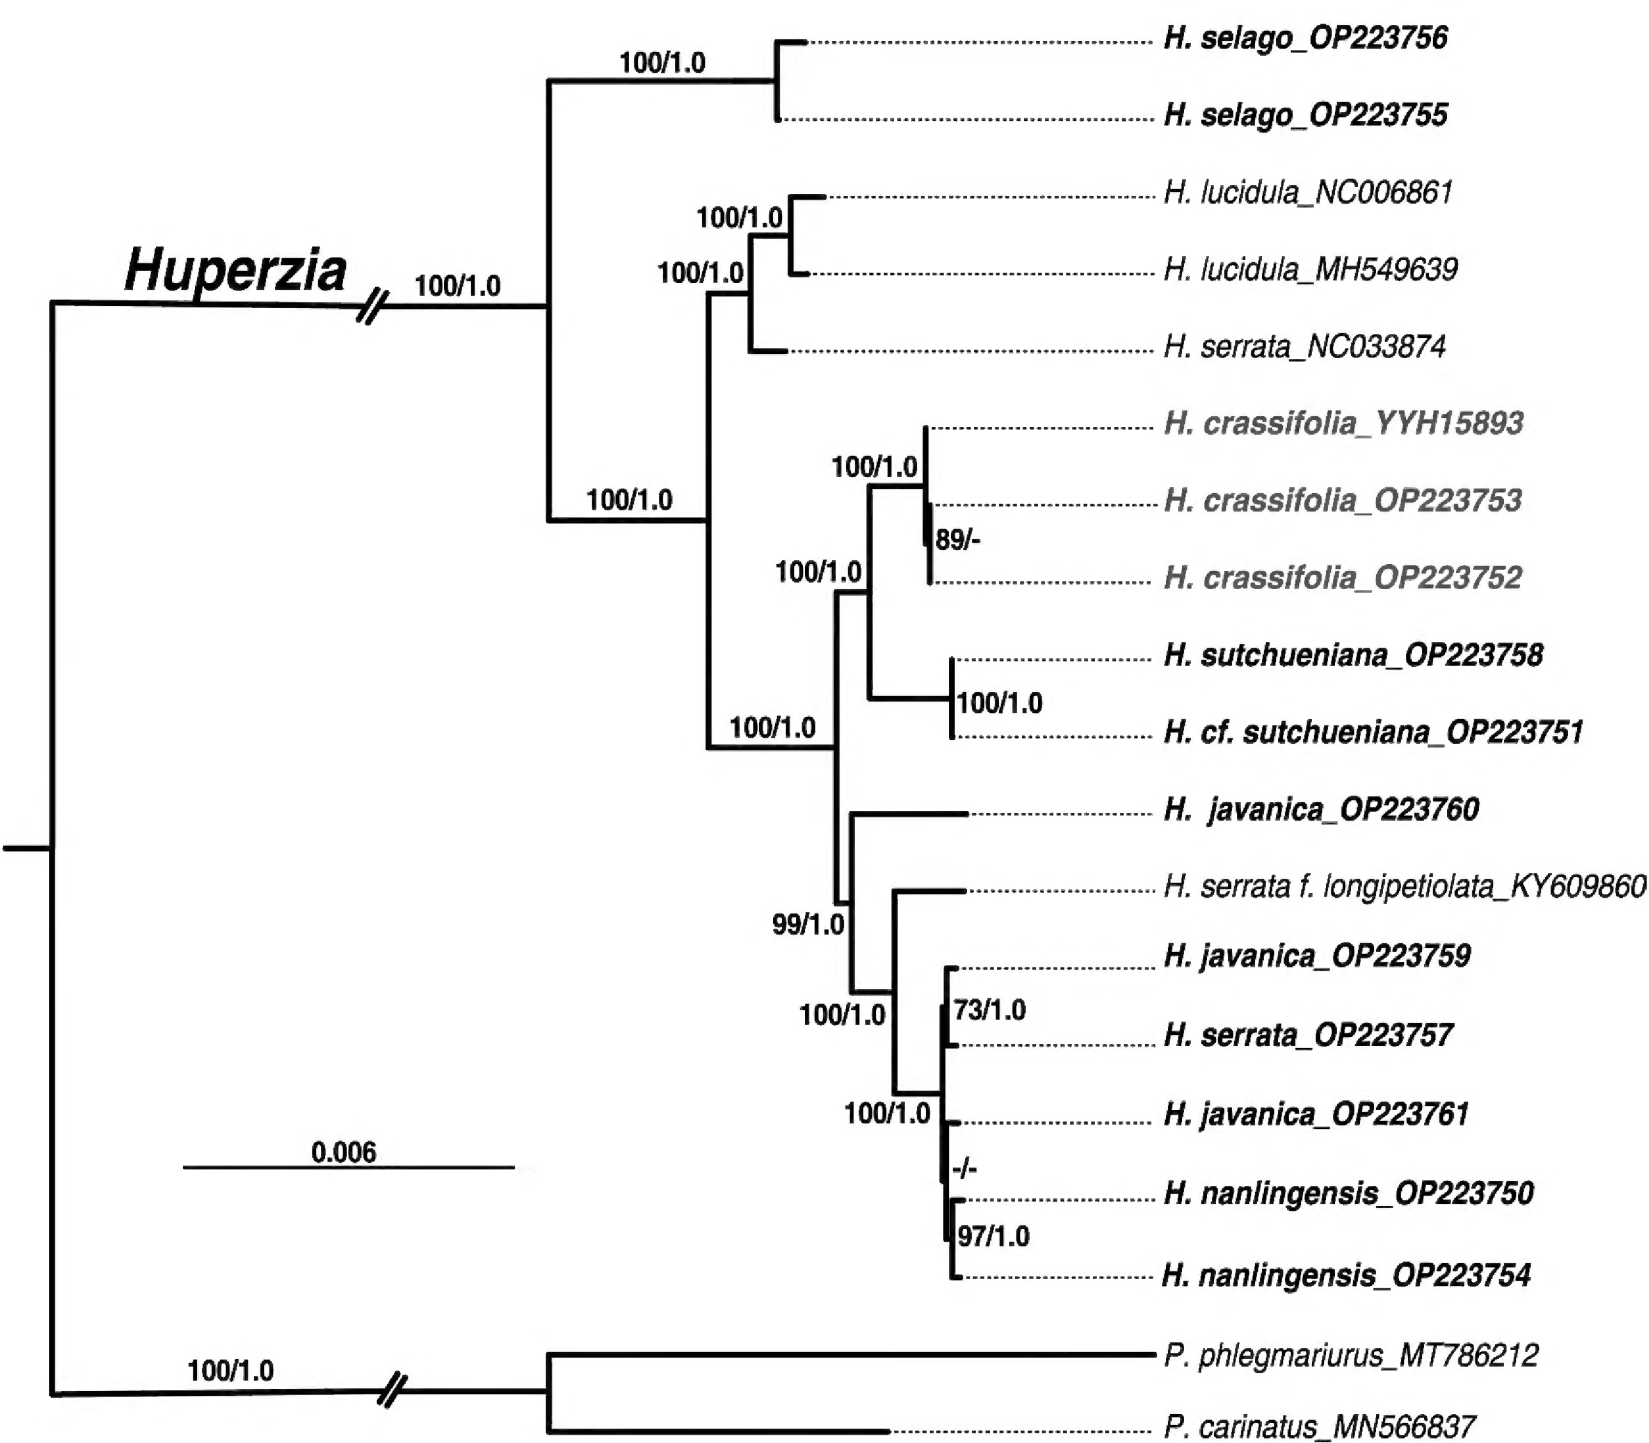 H. selago_OP223756
100/1.0
H. selago_OP223755
H. lucidula_NC006861
100/1.0
H. lucidula_MH549639
100/1.0
Huperzia
100/1.0
H. serrata_NC033874
H. crassifolia_YYH15893
100/1.0
H. crassifolia_OP223753
100/1.0
89/-
H. crassifolia_OP223752
100/1.0
H. sutchueniana_OP223758
100/1.0
H. cf. sutchueniana_OP223751
100/1.0
H. javanica_OP223760
H. serrata f. longipetiolata_KY609860
99/1.0
H. javanica_OP223759
73/1.0
100/1.0
H. serrata_OP223757
H. javanica_OP223761
100/1.0
0.006
-/-
H. nanlingensis_OP223750
97/1.0
H. nanlingensis_OP223754
P. phlegmariurus_MT786212
100/1.0
P. carinatus_MN566837